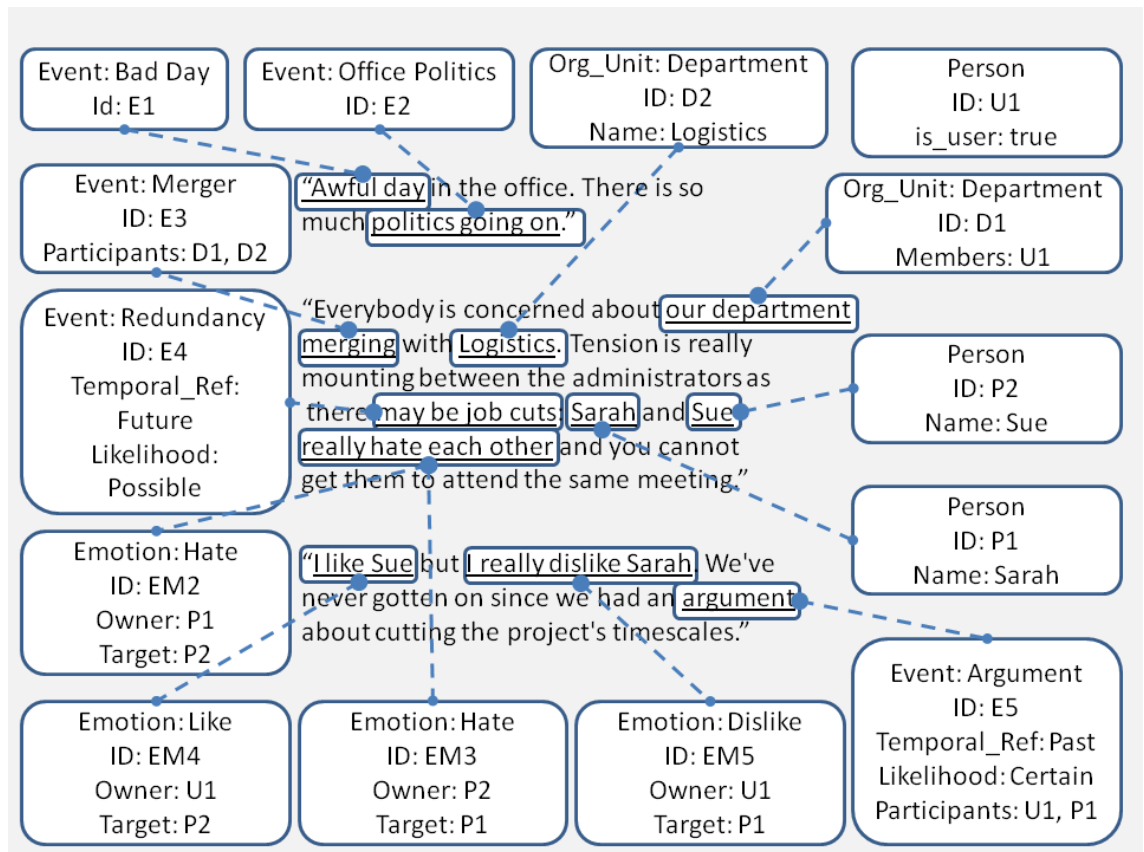 Event: Bad Day
Id: E1
Event: Office Politics
ID: E2
Org_Unit: Department
ID: D2
Name: Logistics
Person
ID: U1
is_user: true
Event: Merger
ID: E3
Participants: D1, D2
“Awful day in the office. There is so
much politics going on.”
Org_Unit: Department
ID: D1
Members: U1
Event: Redundancy
ID: E4
Temporal_Ref:
Future
Likelihood:
Possible
“Everybody is concerned about our department
merging with Logistics. Tension is really
mounting between the administrators as
there may be job cuts; Sarah and Sue
really hate each other and you cannot
get them to attend the same meeting.”
Person
ID: P2
Name: Sue
Person
ID: P1
Name: Sarah
Emotion: Hate
ID: EM2
Owner: P1
Target: P2
“I like Sue but I really dislike Sarah. We've
never gotten on since we had an argument
about cutting the project's timescales.”
Emotion: Like
ID: EM4
Owner: U1
Target: P2
Emotion: Hate
ID: EM3
Owner: P2
Target: P1
Emotion: Dislike
ID: EM5
Owner: U1
Target: P1
Event: Argument
ID: E5
Temporal_Ref: Past
Likelihood: Certain
Participants: U1, P1